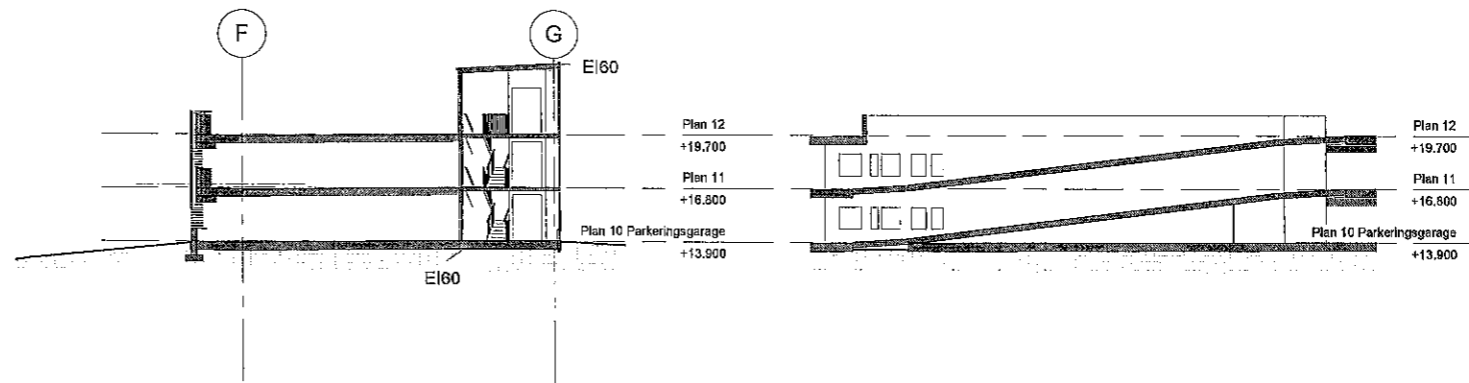 F
G
EI60
Plan 12
+19.700
Plan 11
+16.800
Plan 10 Parkeringsgarage
+13.900
EI60
Plan 12
+19.700
Plan 11
+16.800
Plan 10 Parkeringsgarage
+13.900